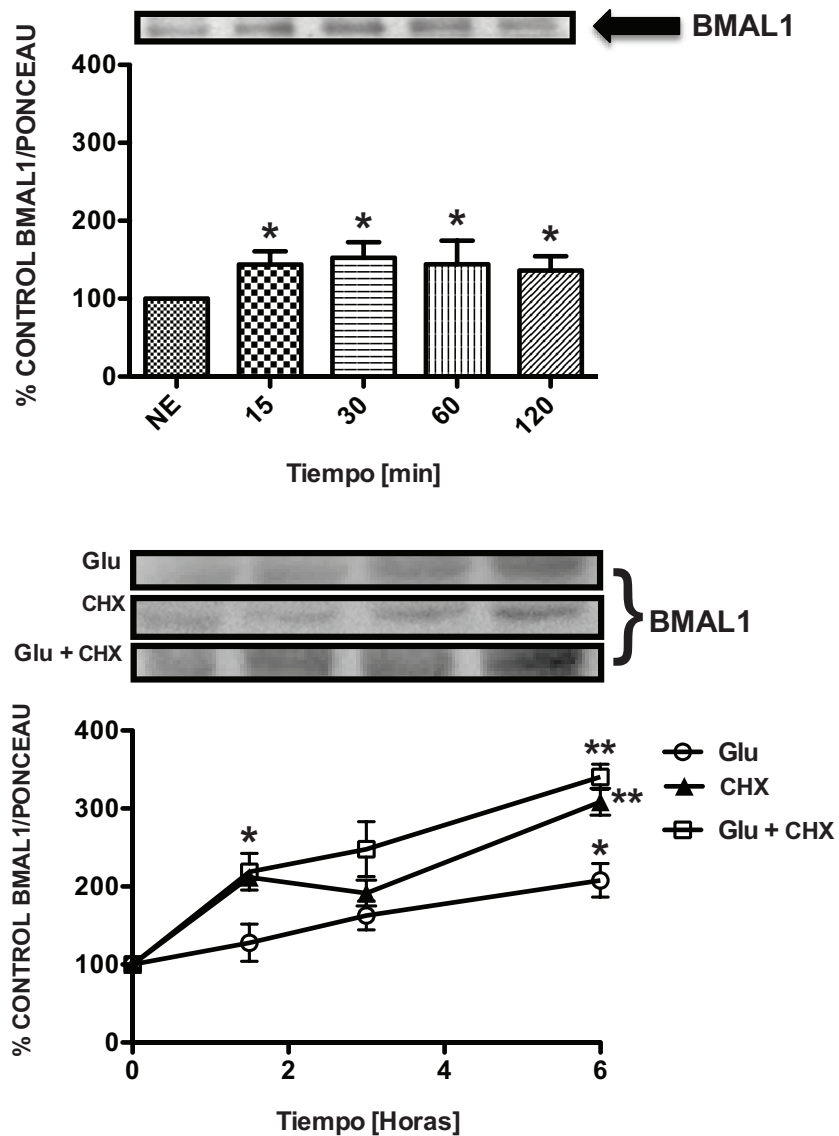 BMAL1
% CONTROL BMAL1/PONCEAU
400
300
200
100
0
*
*
*
*
NE
15
30
60
120
Tiempo [min]
Glu
CHX
Glu + CHX
BMAL1
% CONTROL BMAL1/PONCEAU
400
300
200
100
0
*
**
**
*
Glu
CHX
Glu + CHX
0
2
4
6
Tiempo [Horas]